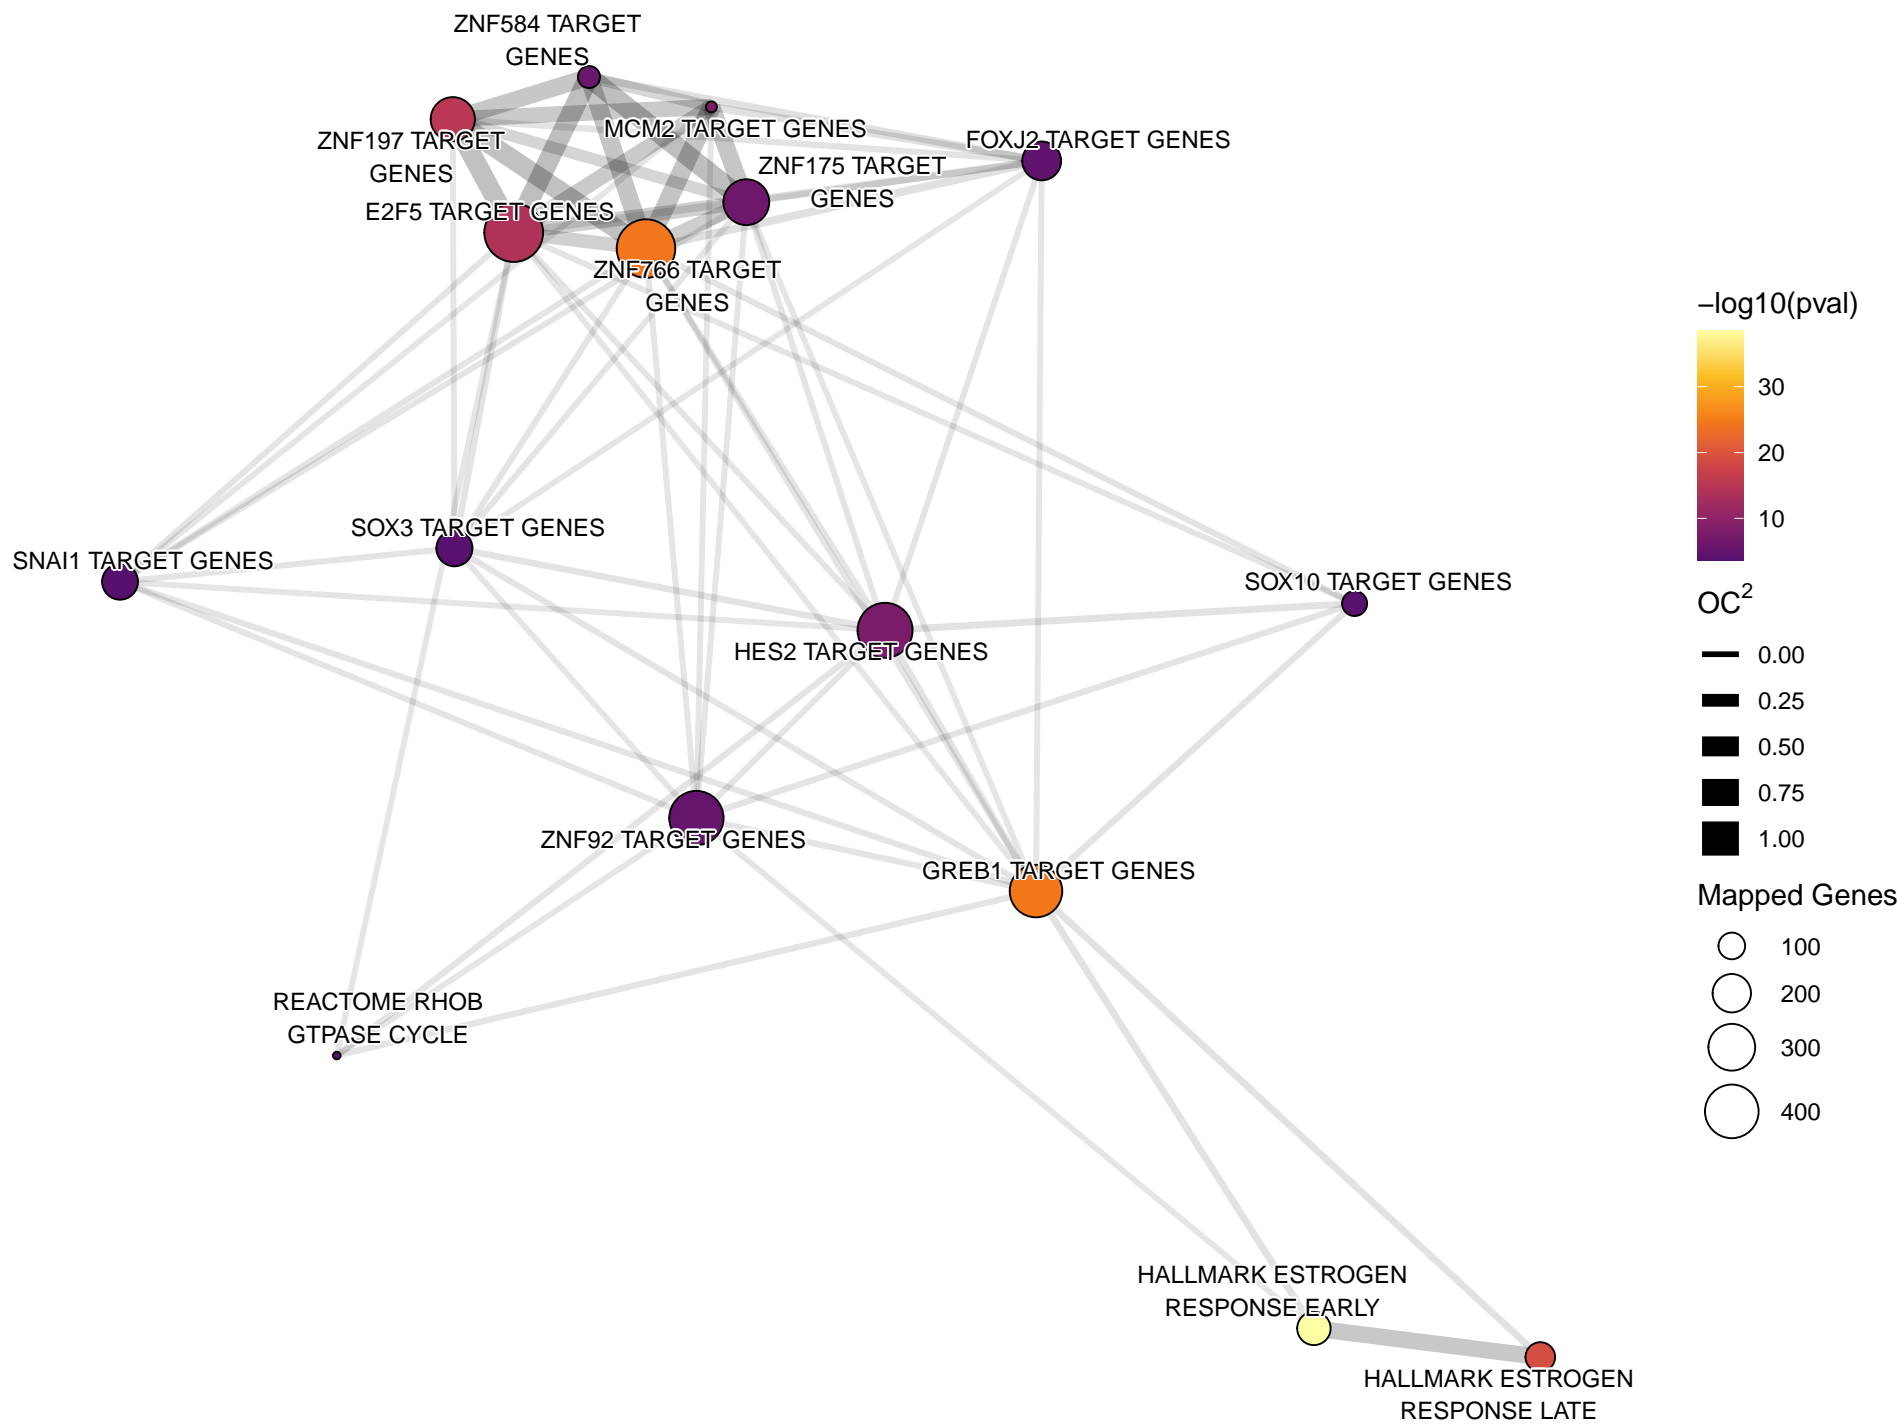 ZNF584 TARGET
GENES
MCM2 TARGET GENES
ZNF197 TARGET
GENES
FOXJ2 TARGET GENES
ZNF175 TARGET
GENES
E2F5 TARGET GENES
ZNF766 TARGET
GENES
SOX3 TARGET GENES
SNAI1 TARGET GENES
SOX10 TARGET GENES
HES2 TARGET GENES
ZNF92 TARGET GENES
GREB1 TARGET GENES
REACTOME RHOB
GTPASE CYCLE
HALLMARK ESTROGEN
RESPONSE EARLY
HALLMARK ESTROGEN
RESPONSE LATE
−log10(pval)
30
20
10
OC²
0.00
0.25
0.50
0.75
1.00
Mapped Genes
100
200
300
400